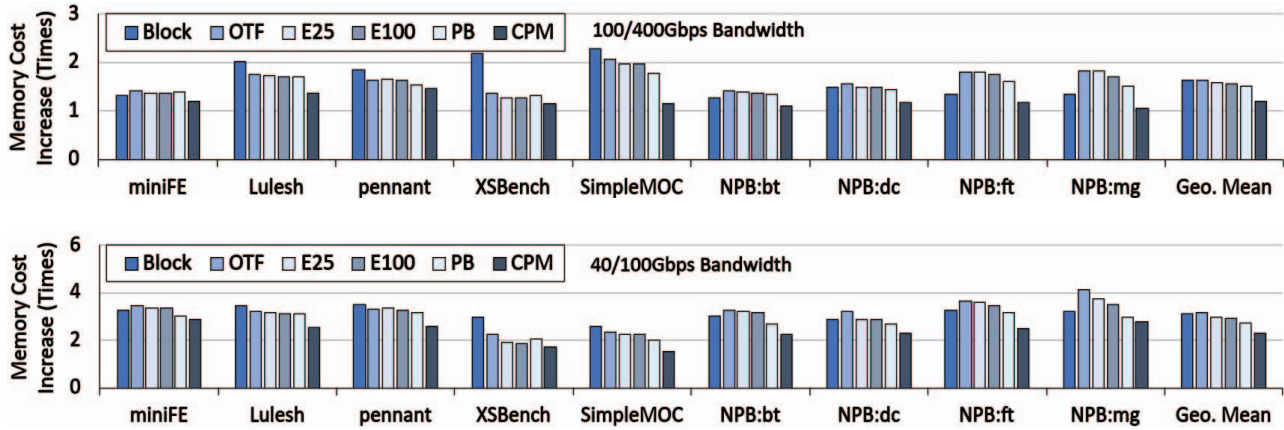 Memory Cost
Increase (Times)
3
2
1
0
Block OTF E25 E100 PB CPM
100/400Gbps Bandwidth
miniFE Lulesh pennant XSBench SimpleMOC NPB:bt NPB:dc NPB:ft NPB:mg Geo. Mean
Memory Cost
Increase (Times)
6
4
2
0
Block OTF E25 E100 PB CPM
40/100Gbps Bandwidth
miniFE Lulesh pennant XSBench SimpleMOC NPB:bt NPB:dc NPB:ft NPB:mg Geo. Mean